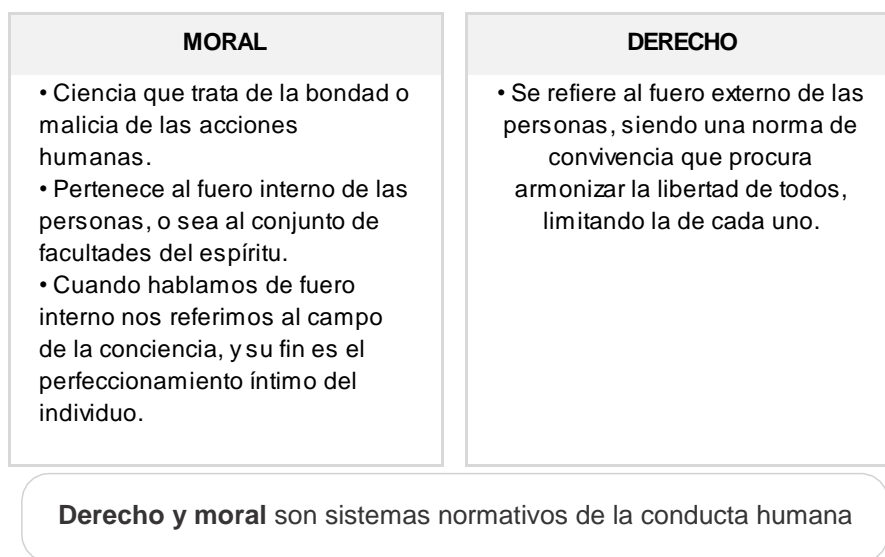 MORAL
• Ciencia que trata de la bondad o
malicia de las acciones
humanas.
• Pertenece al fuero interno de las
personas, o sea al conjunto de
facultades del espíritu.
• Cuando hablamos de fuero
interno nos referimos al campo
de la conciencia, y su fin es el
perfeccionamiento íntimo del
individuo.
DERECHO
• Se refiere al fuero externo de las
personas, siendo una norma de
convivencia que procura
armonizar la libertad de todos,
limitando la de cada uno.
Derecho y moral son sistemas normativos de la conducta humana